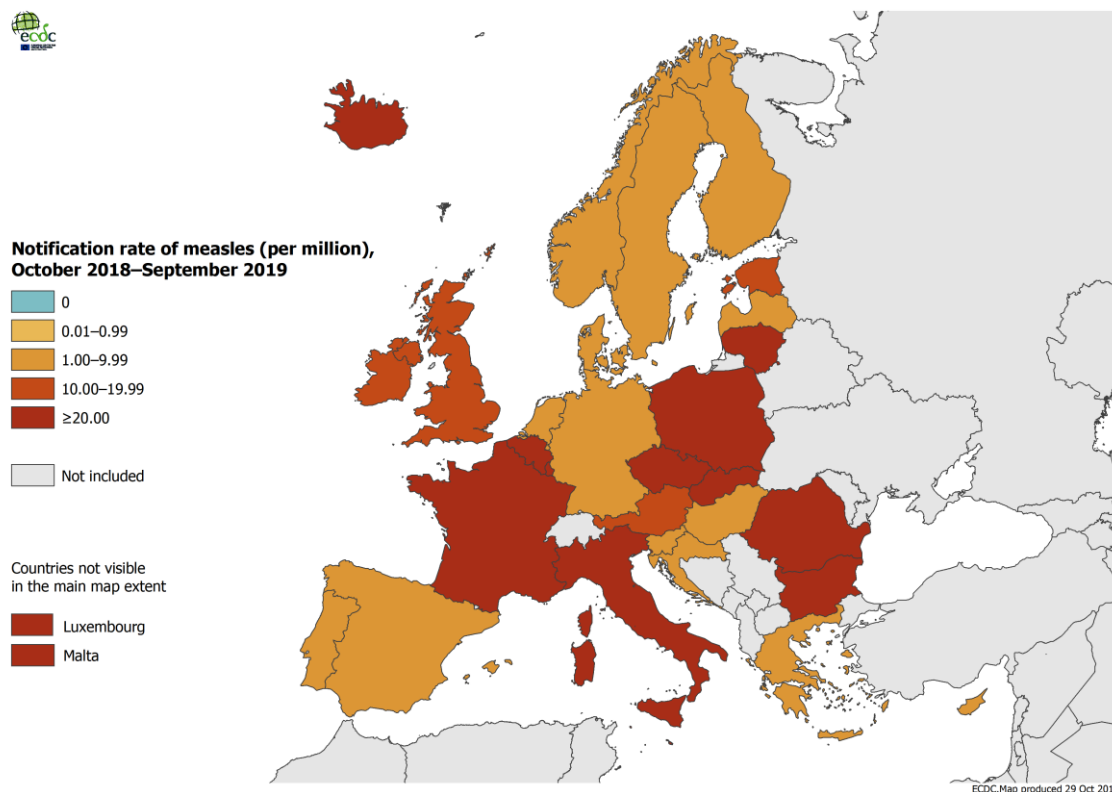 ecdc
Notification rate of measles (per million),
October 2018–September 2019
0
0.01–0.99
1.00–9.99
10.00–19.99
≥20.00
Not included
Countries not visible
in the main map extent
Luxembourg
Malta
ECDC.Map produced 29 Oct 201